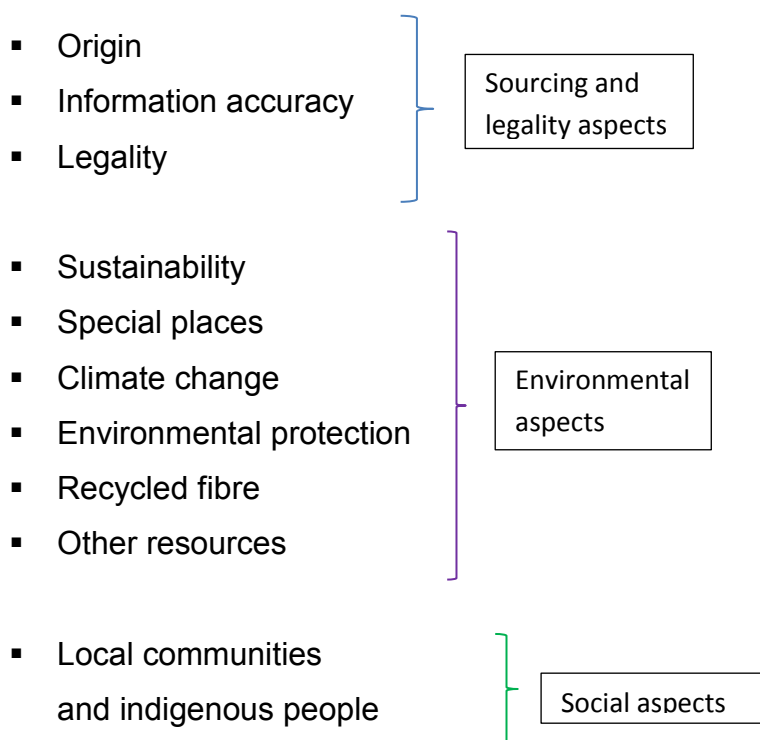 ▪ Origin
▪ Information accuracy
▪ Legality
Sourcing and
legality aspects
▪ Sustainability
▪ Special places
▪ Climate change
▪ Environmental protection
▪ Recycled fibre
▪ Other resources
Environmental
aspects
▪ Local communities
and indigenous people
Social aspects